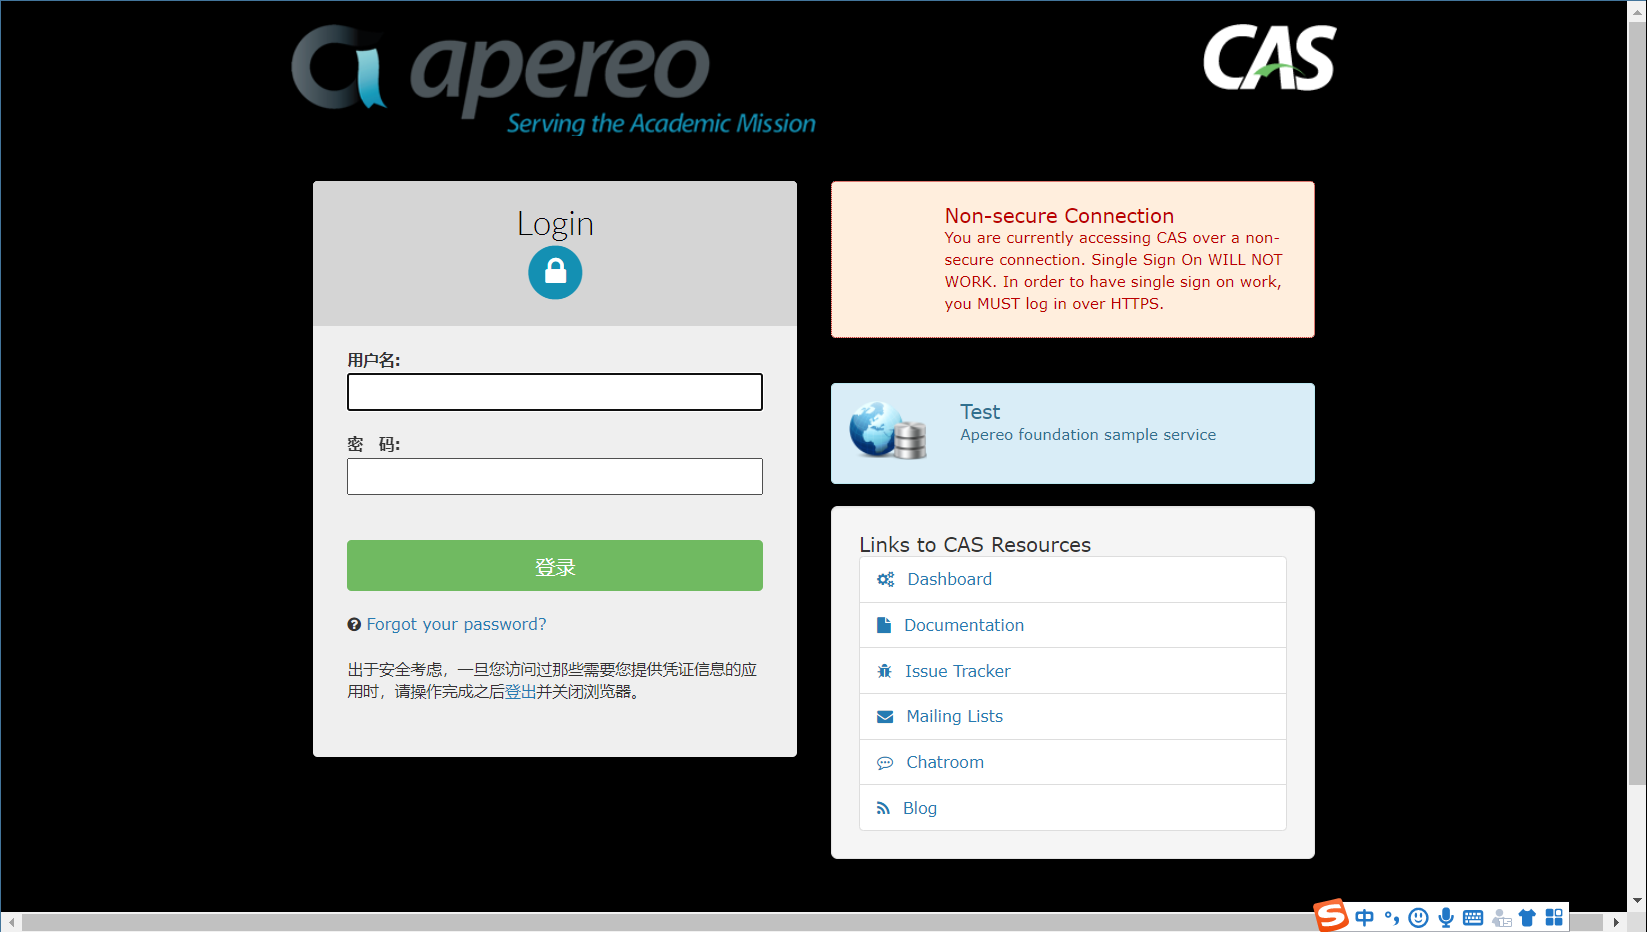 apereo
Serving the Academic Mission
CAS
Login
用户名:
密 码:
登录
Forgot your password?
出于安全考虑，一旦您访问过那些需要您提供凭证信息的应
用时，请操作完成之后登出并关闭浏览器。
Non-secure Connection
You are currently accessing CAS over a non-
secure connection. Single Sign On WILL NOT
WORK. In order to have single sign on work,
you MUST log in over HTTPS.
Test
Apereo foundation sample service
Links to CAS Resources
Dashboard
Documentation
Issue Tracker
Mailing Lists
Chatroom
Blog
S 中 °,